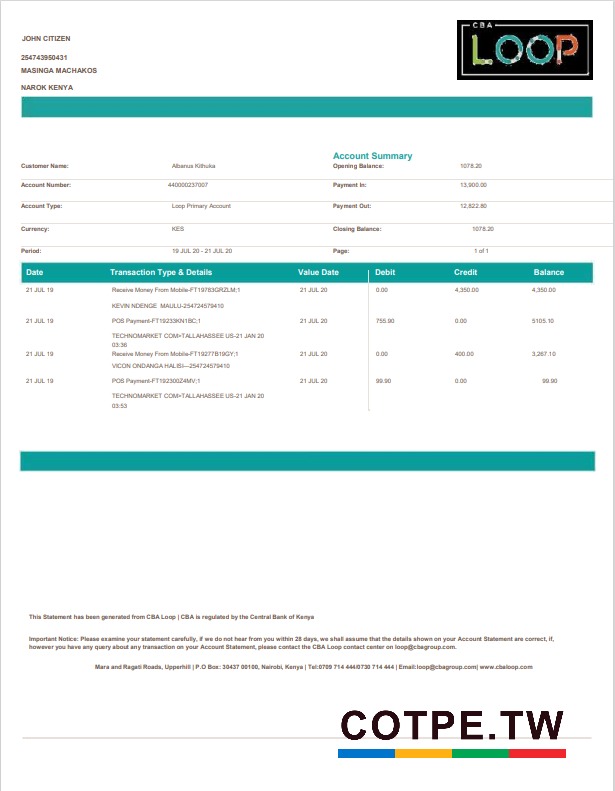 JOHN CITIZEN
CBA
LOOP
254743950431
MASINGA MACHAKOS
NAROK KENYA
Account Summary
Customer Name: Albanus Kithuka Opening Balance: 1078.20
Account Number: 440000237007 Payment In: 13,900.00
Account Type: Loop Primary Account Payment Out: 12,822.80
Currency: KES Closing Balance: 1078.20
Period: 19 JUL 20 - 21 JUL 20 Page: 1 of 1
Date Transaction Type & Details Value Date Debit Credit Balance
21 JUL 19 Receive Money From Mobile-FT19783GRZLM;1 21 JUL 20 0.00 4,350.00 4,350.00
KEVIN NDENGE MAULU-254724579410
21 JUL 19 POS Payment-FT19233KN1BC;1 21 JUL 20 755.90 0.00 5105.10
TECHNOMARKET COM>TALLAHASSEE US-21 JAN 20
03:36
21 JUL 19 Receive Money From Mobile-FT19277B19GY;1 21 JUL 20 0.00 400.00 3,267.10
VICON ONDANGA HALISI—254724579410
21 JUL 19 POS Payment-FT192300Z4MV;1 21 JUL 20 99.90 0.00 99.90
TECHNOMARKET COM>TALLAHASSEE US-21 JAN 20
03:53
This Statement has been generated from CBA Loop | CBA is regulated by the Central Bank of Kenya
Important Notice: Please examine your statement carefully, if we do not hear from you within 28 days, we shall assume that the details shown on your Account Statement are correct, if,
however you have any query about any transaction on your Account Statement, please contact the CBA Loop contact center on loop@cbagroup.com.
Mara and Ragati Roads, Upperhill | P.O Box: 30437 00100, Nairobi, Kenya | Tel:0709 714 444/0730 714 444 | Email:loop@cbagroup.com| www.cbaloop.com
COTPE.TW